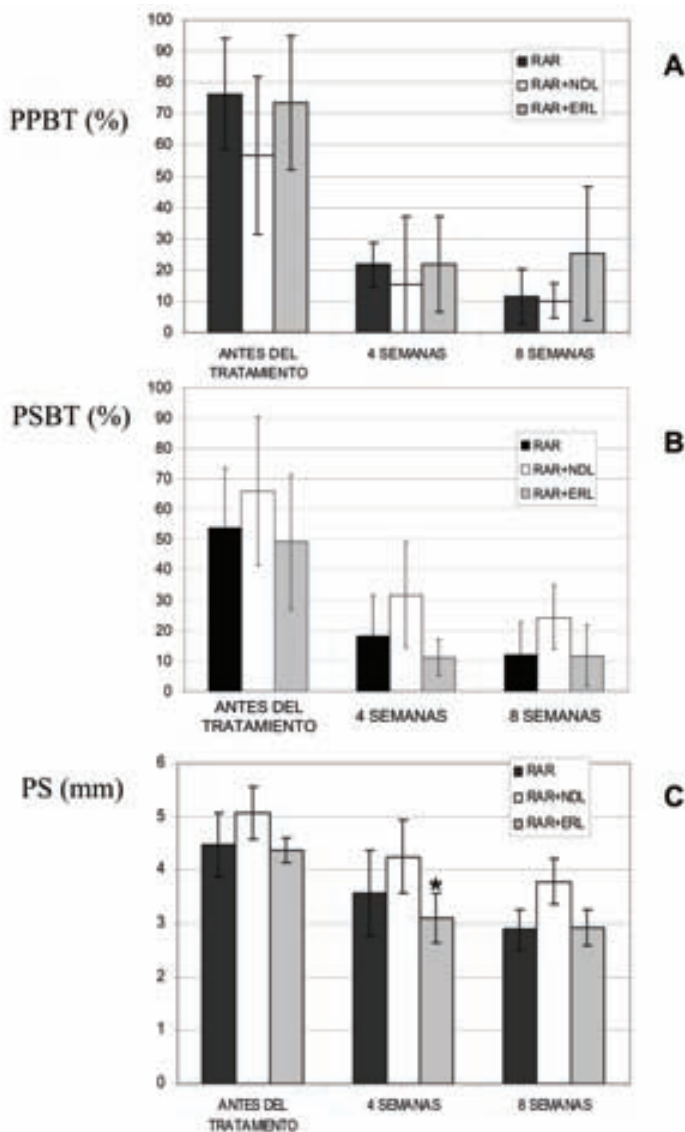 100
90
80
70
60
50
40
30
20
10
0
PPBT (%)
RAR
RAR+NDL
RAR+ERL
A
ANTES DEL
TRATAMIENTO
4 SEMANAS
8 SEMANAS
PSBT (%)
100
90
80
70
60
50
40
30
20
10
0
RAR
RAR+NDL
RAR+ERL
B
ANTES DEL
TRATAMIENTO
4 SEMANAS
8 SEMANAS
PS (mm)
6
5
4
3
2
1
0
RAR
RAR+NDL
RAR+ERL
C
★
ANTES DEL
TRATAMIENTO
4 SEMANAS
8 SEMANAS